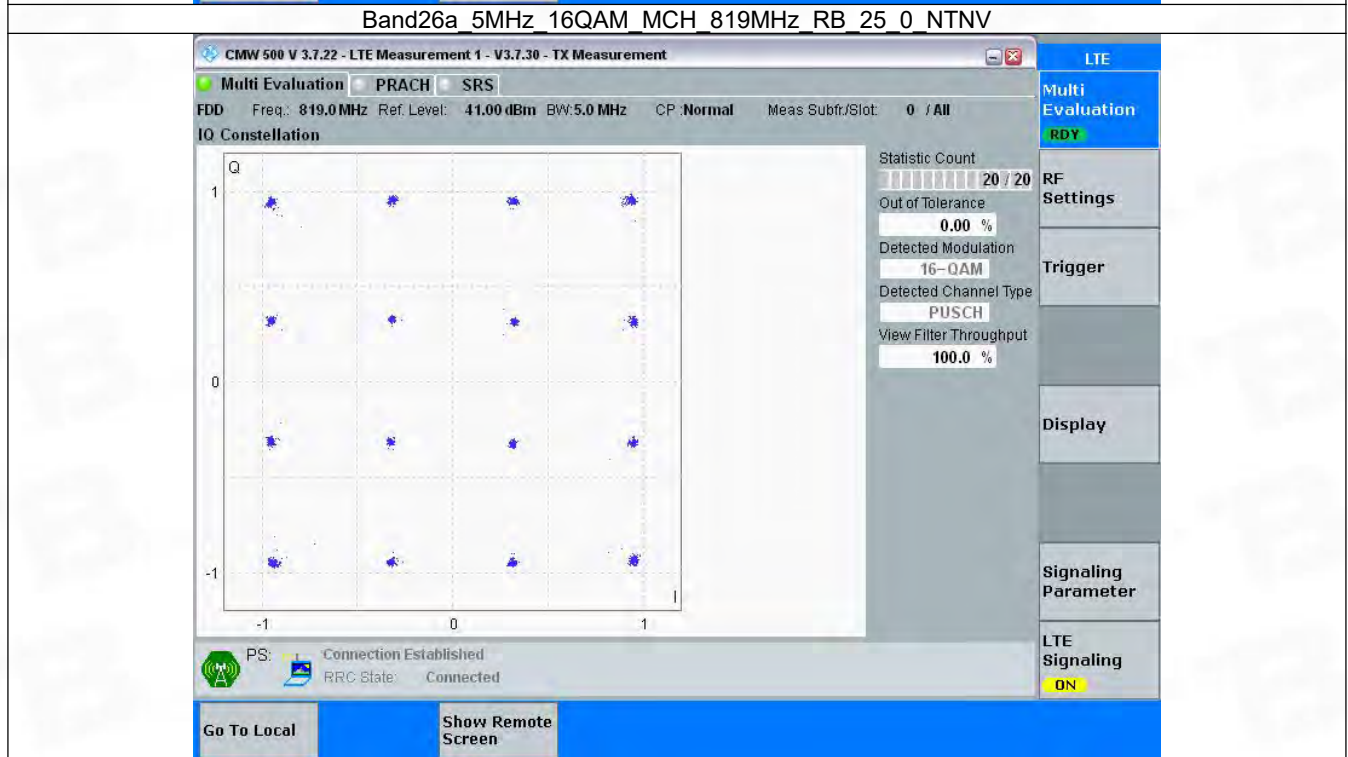 Band26a_5MHz_16QAM_MCH_819MHz_RB_25_0_NTNV
CMW 500 V 3.7.22 - LTE Measurement 1 - V3.7.30 - TX Measurement
LTE
Multi Evaluation PRACH SRS
Multi
Evaluation
RDY
FDD Freq.: 819.0 MHz Ref. Level: 41.00 dBm BW: 5.0 MHz CP :Normal Meas Subfr./Slot: 0 / All
IQ Constellation
Q
1
0
-1
-1 0 1
I
Statistic Count
20 / 20
Out of Tolerance
0.00 %
Detected Modulation
16-QAM
Detected Channel Type
PUSCH
View Filter Throughput
100.0 %
RF
Settings
Trigger
Display
Signaling
Parameter
LTE
Signaling
ON
PS: Connection Established
RRC State: Connected
Go To Local
Show Remote
Screen